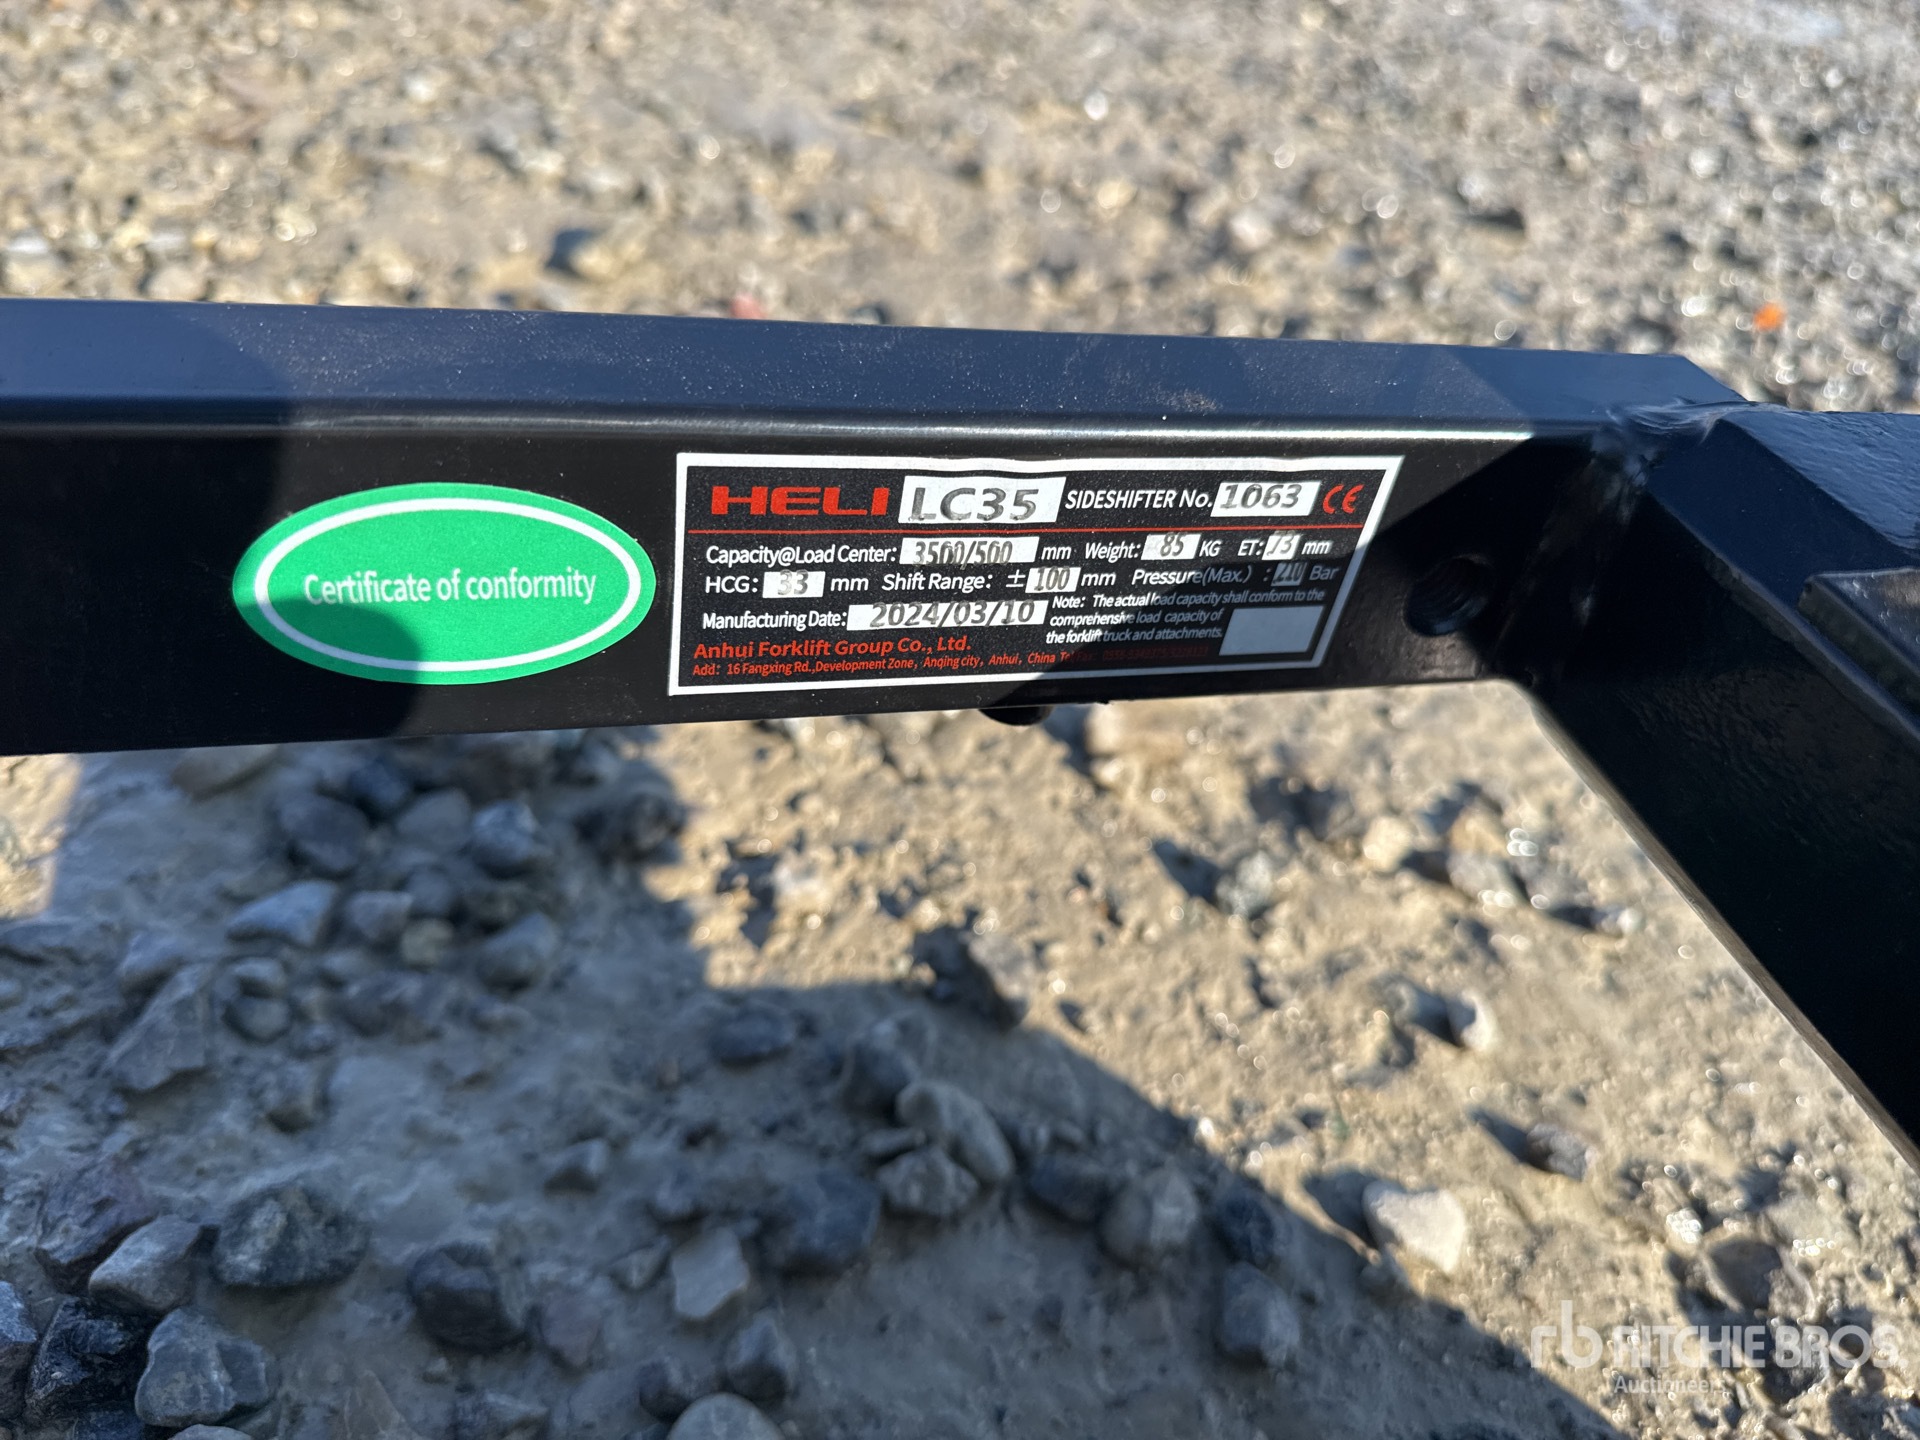 Certificate of conformity
HELI LC35 SIDESHIFTER No. 1063 CE
Capacity@Load Center: 3500/500 mm Weight: 85 KG ET: 73 mm
HCG: 33 mm Shift Range: ± 100 mm Pressure(Max.) : 210 Bar
Manufacturing Date: 2024/03/10
Note: The actual load capacity shall conform to the
comprehensive load capacity of
the forklift truck and attachments.
Anhui Forklift Group Co., Ltd.
Add: 16 Fangxing Rd.,Development Zone, Anqing city, Anhui, China
rb RITCHIE BROS.
Auctioneers